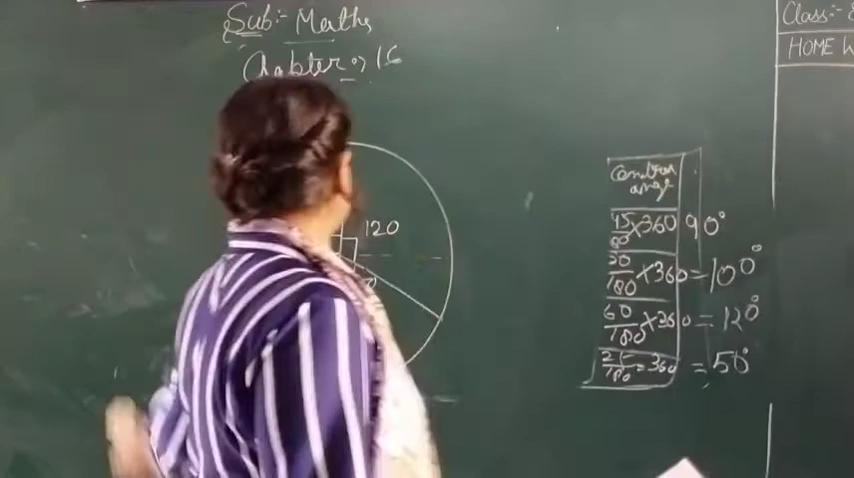 Sub:- Maths
Chapter 16
Class:-
HOME W
120
Central
angle
45/180 × 360 90°
50/180 × 360 = 100°
60/180 × 360 = 120°
25/180 = 360 = 50°